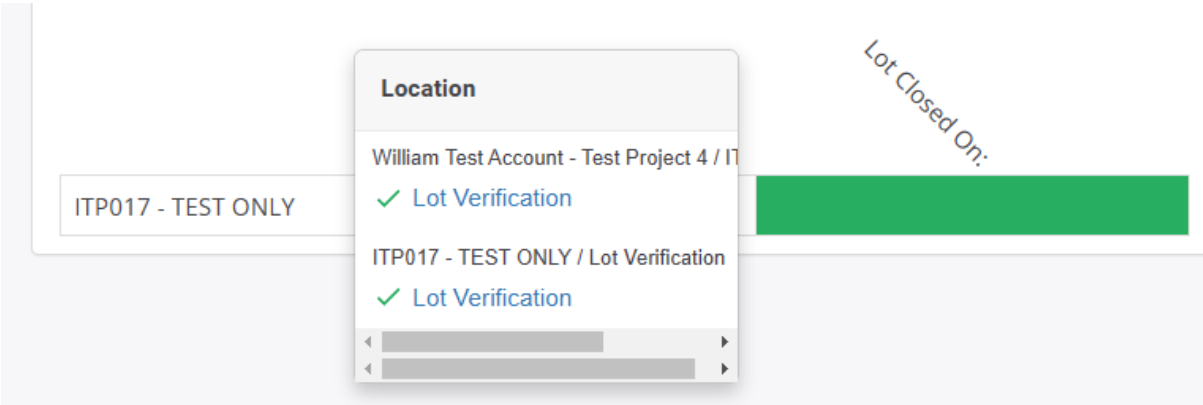 Location
Lot Closed On:
William Test Account - Test Project 4 /
Lot Verification
ITP017 - TEST ONLY
ITP017 - TEST ONLY / Lot Verification
Lot Verification